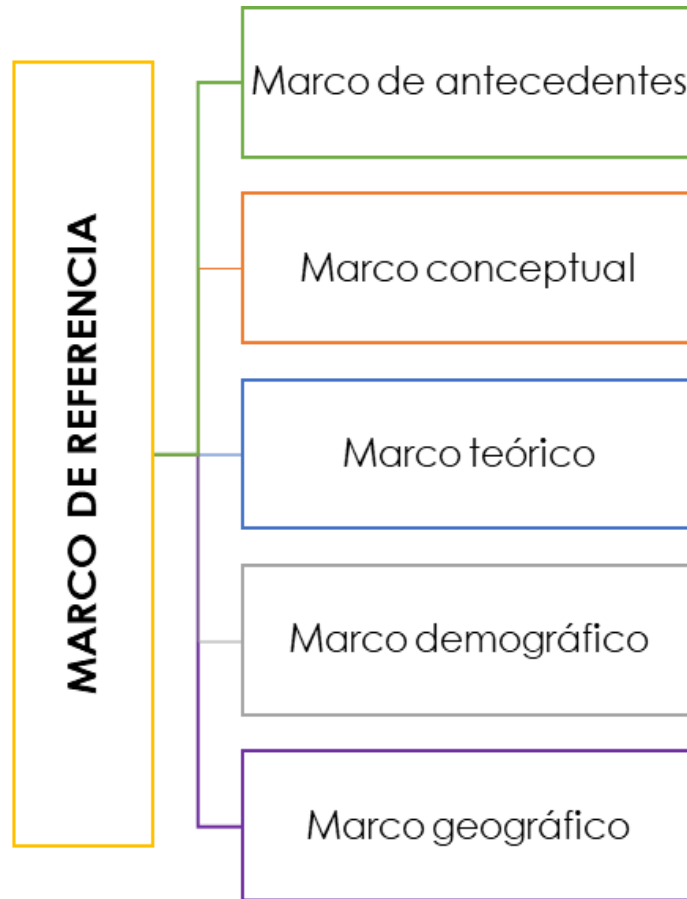 MARCO DE REFERENCIA
Marco de antecedentes
Marco conceptual
Marco teórico
Marco demográfico
Marco geográfico